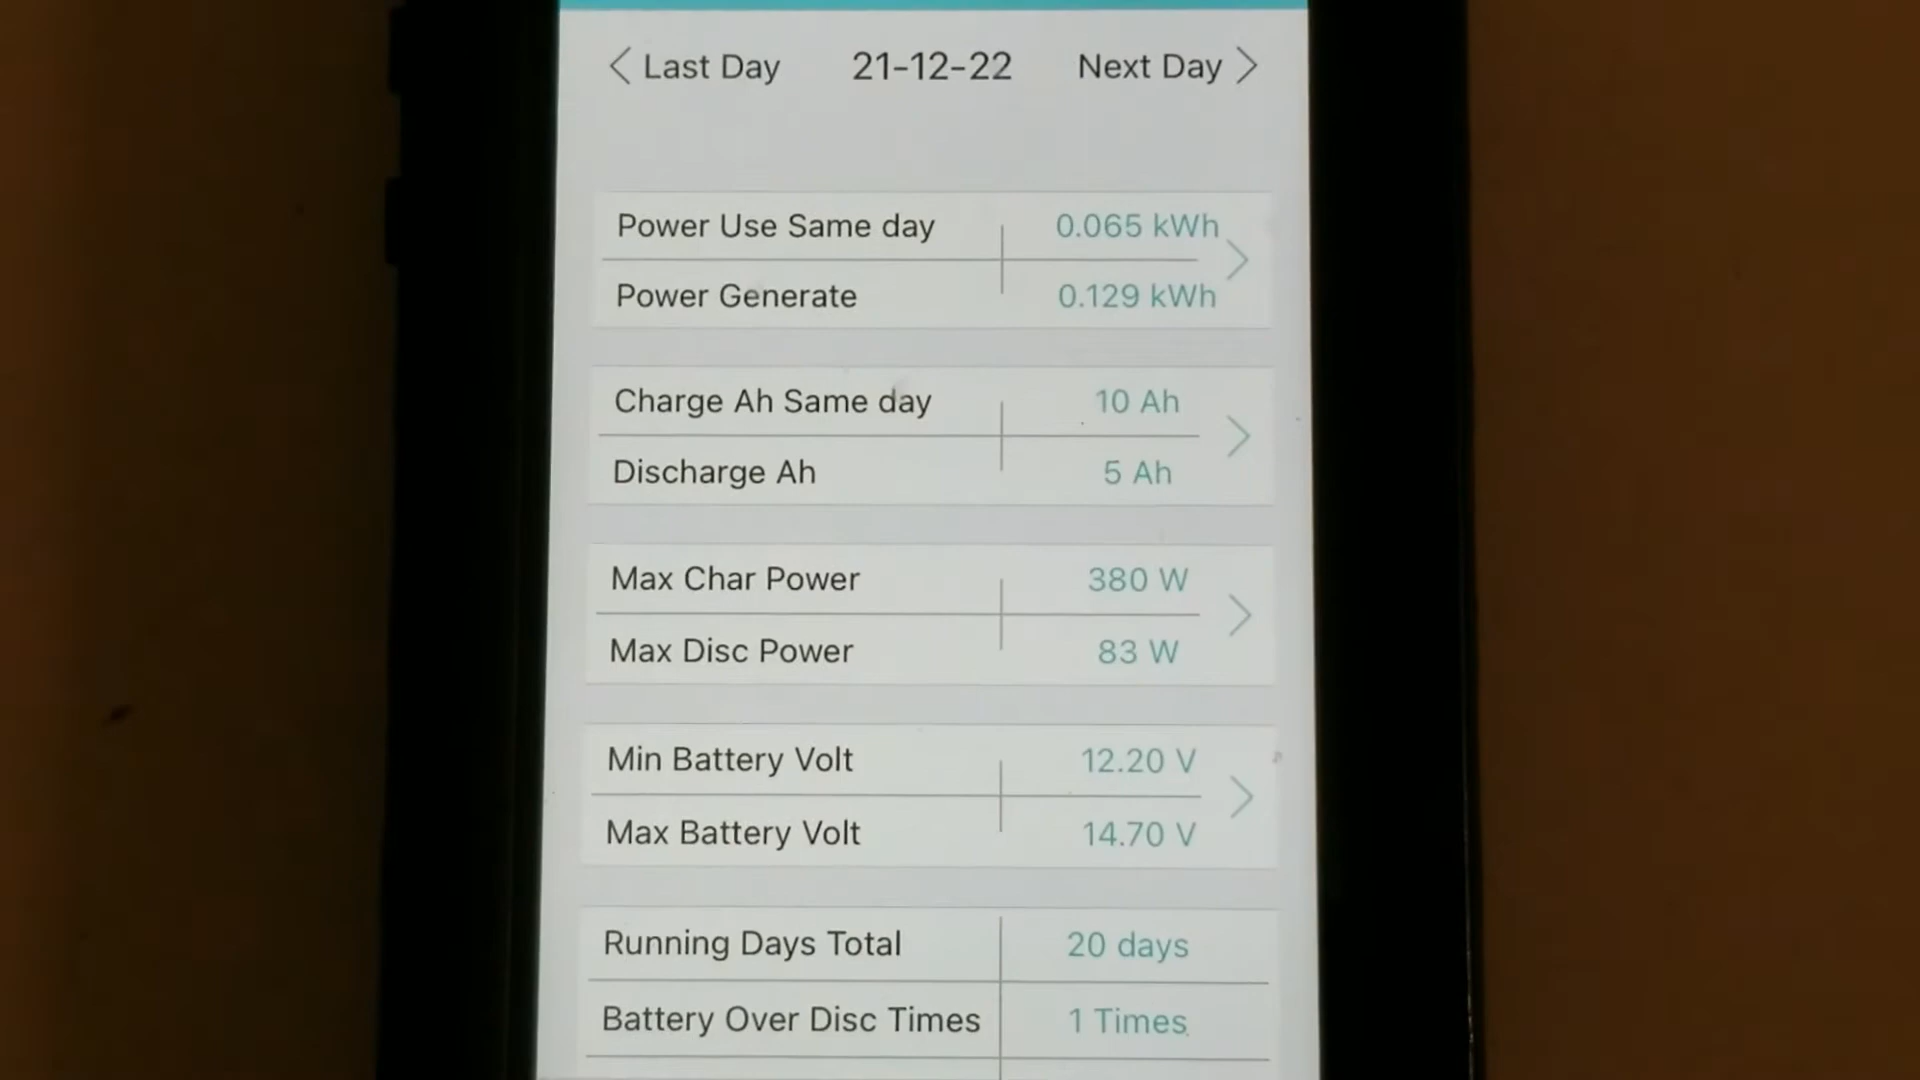 Last Day 21-12-22 Next Day
Power Use Same day 0.065 kWh
Power Generate 0.129 kWh
Charge Ah Same day 10 Ah
Discharge Ah 5 Ah
Max Char Power 380 W
Max Disc Power 83 W
Min Battery Volt 12.20 V
Max Battery Volt 14.70 V
Running Days Total 20 days
Battery Over Disc Times 1 Times